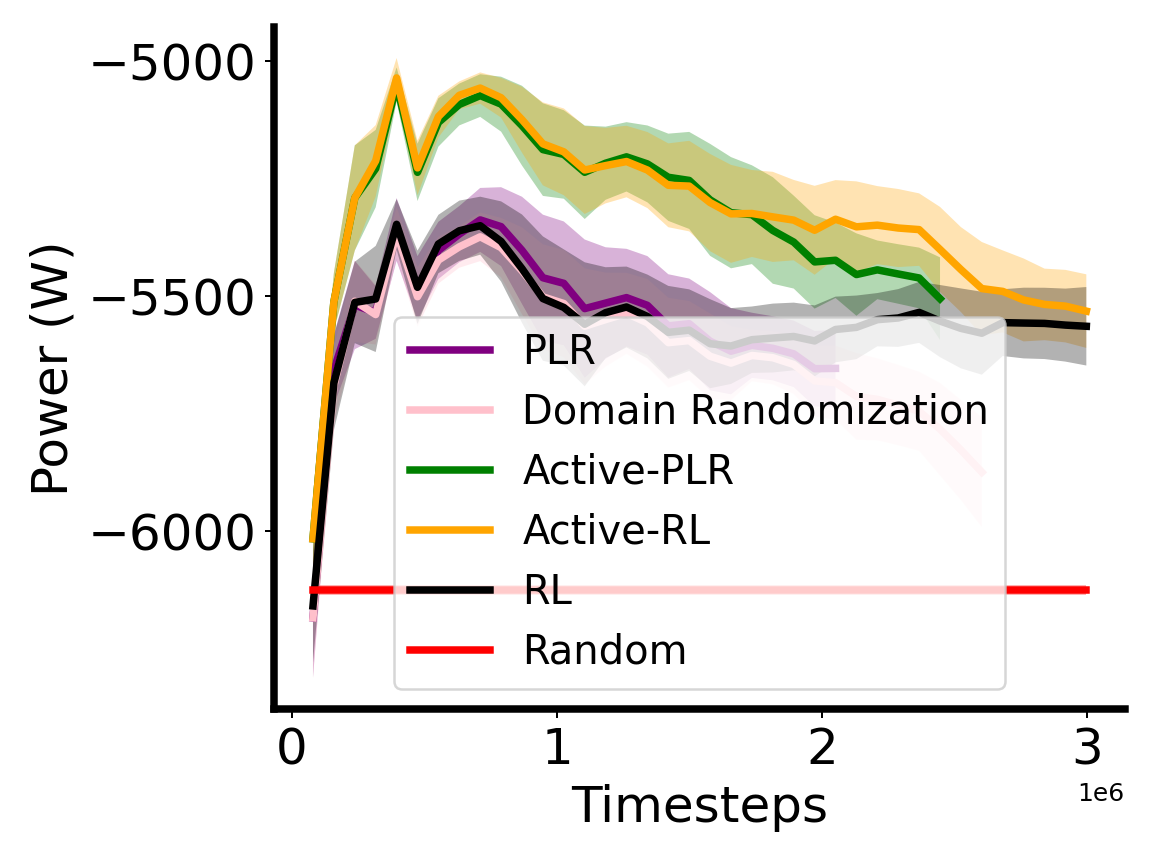 −5000
−5500
−6000
Power (W)
PLR
Domain Randomization
Active-PLR
Active-RL
RL
Random
0 1 2 3
1e6
Timesteps